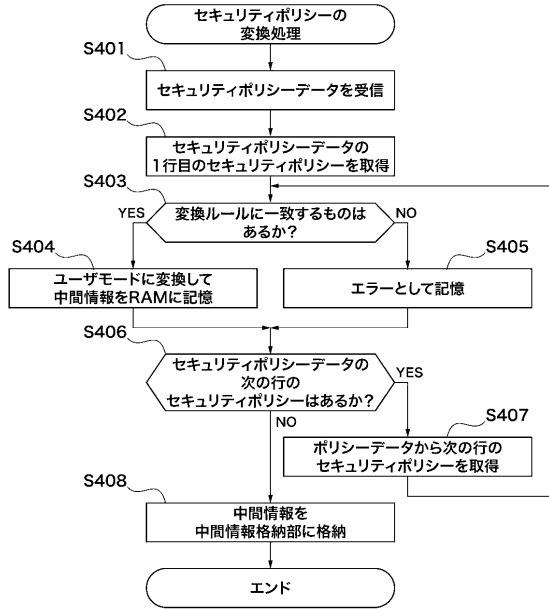 セキュリティポリシーの
変換処理
S401
セキュリティポリシーデータを受信
S402
セキュリティポリシーデータの
1行目のセキュリティポリシーを取得
S403
変換ルールに一致するものは
あるか?
YES
NO
S404
ユーザモードに変換して
中間情報をRAMに記憶
S405
エラーとして記憶
S406
セキュリティポリシーデータの
次の行の
セキュリティポリシーはあるか?
YES
NO
S407
ポリシーデータから次の行の
セキュリティポリシーを取得
S408
中間情報を
中間情報格納部に格納
エンド